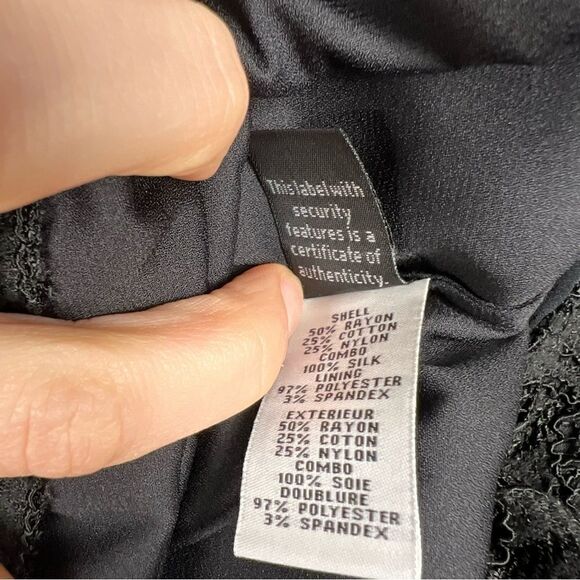 This label with
security
features is a
certificate of
authenticity.
SHELL
50% RAYON
25% COTTON
25% NYLON
COMBO
100% SILK
LINING
97% POLYESTER
3% SPANDEX
EXTERIEUR
50% RAYON
25% COTON
25% NYLON
COMBO
100% SOIE
DOUBLURE
97% POLYESTER
3% SPANDEX